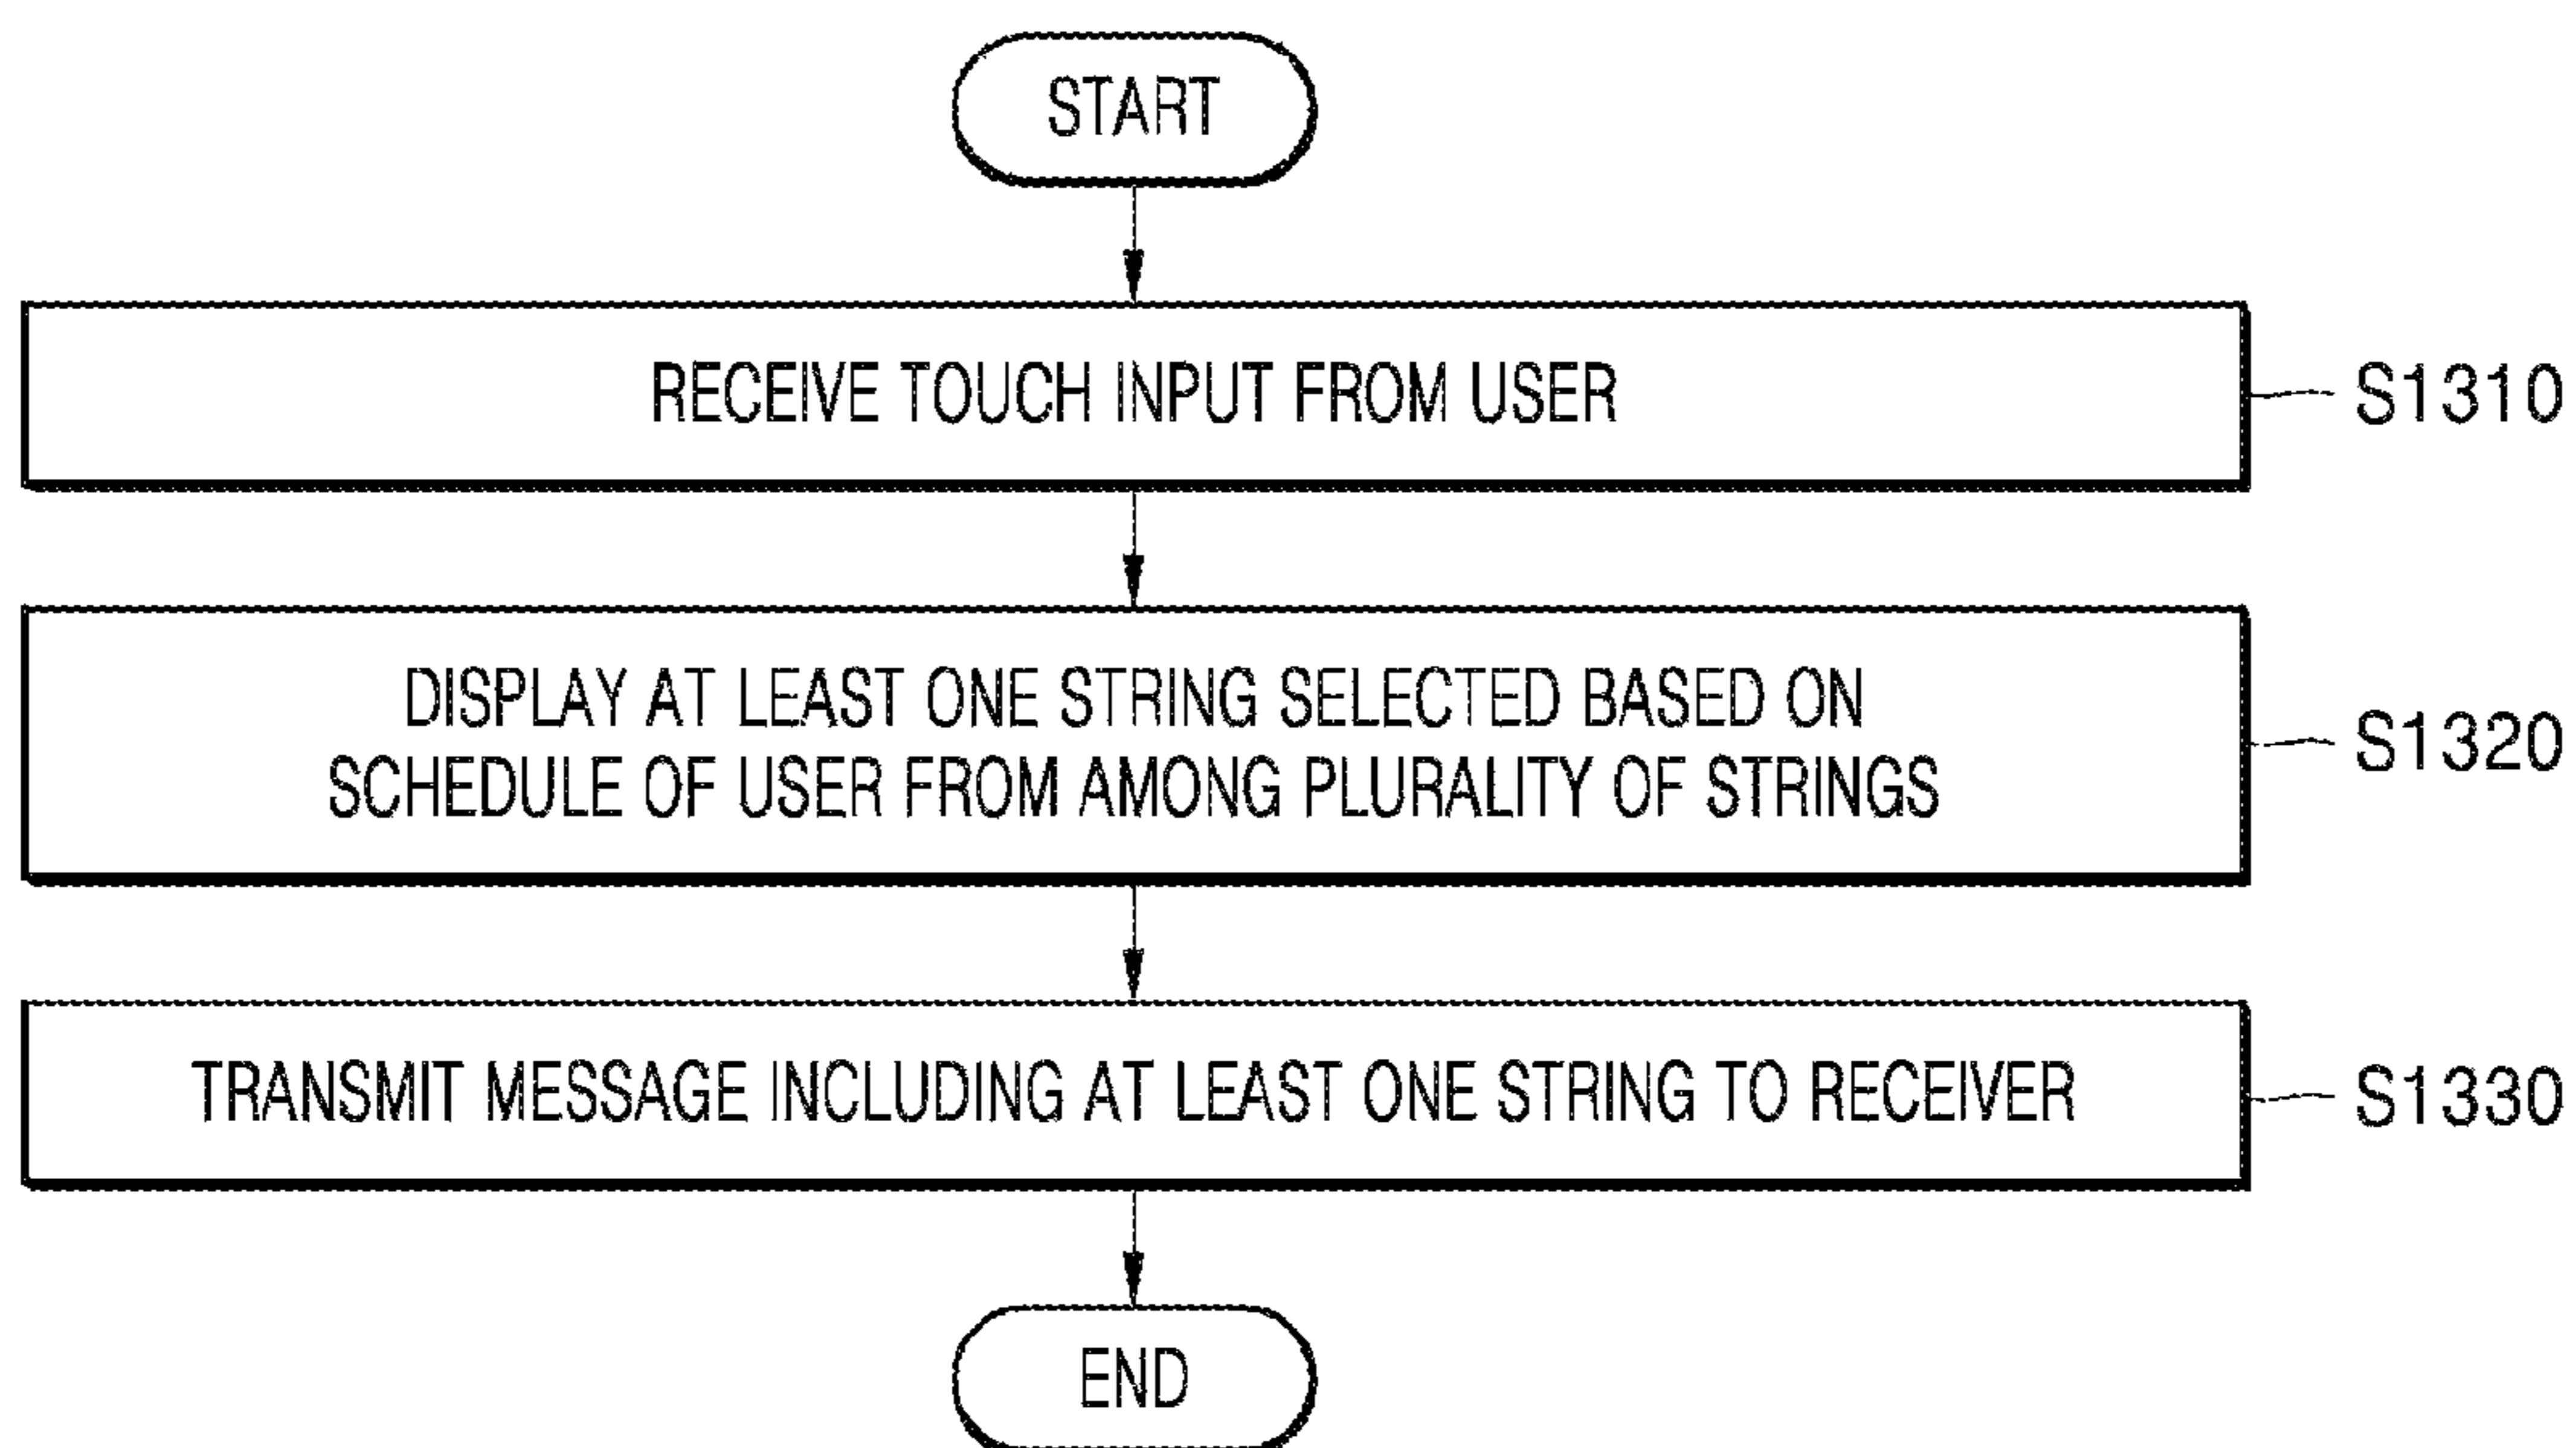 START
RECEIVE TOUCH INPUT FROM USER
S1310
DISPLAY AT LEAST ONE STRING SELECTED BASED ON
SCHEDULE OF USER FROM AMONG PLURALITY OF STRINGS
S1320
TRANSMIT MESSAGE INCLUDING AT LEAST ONE STRING TO RECEIVER
S1330
END